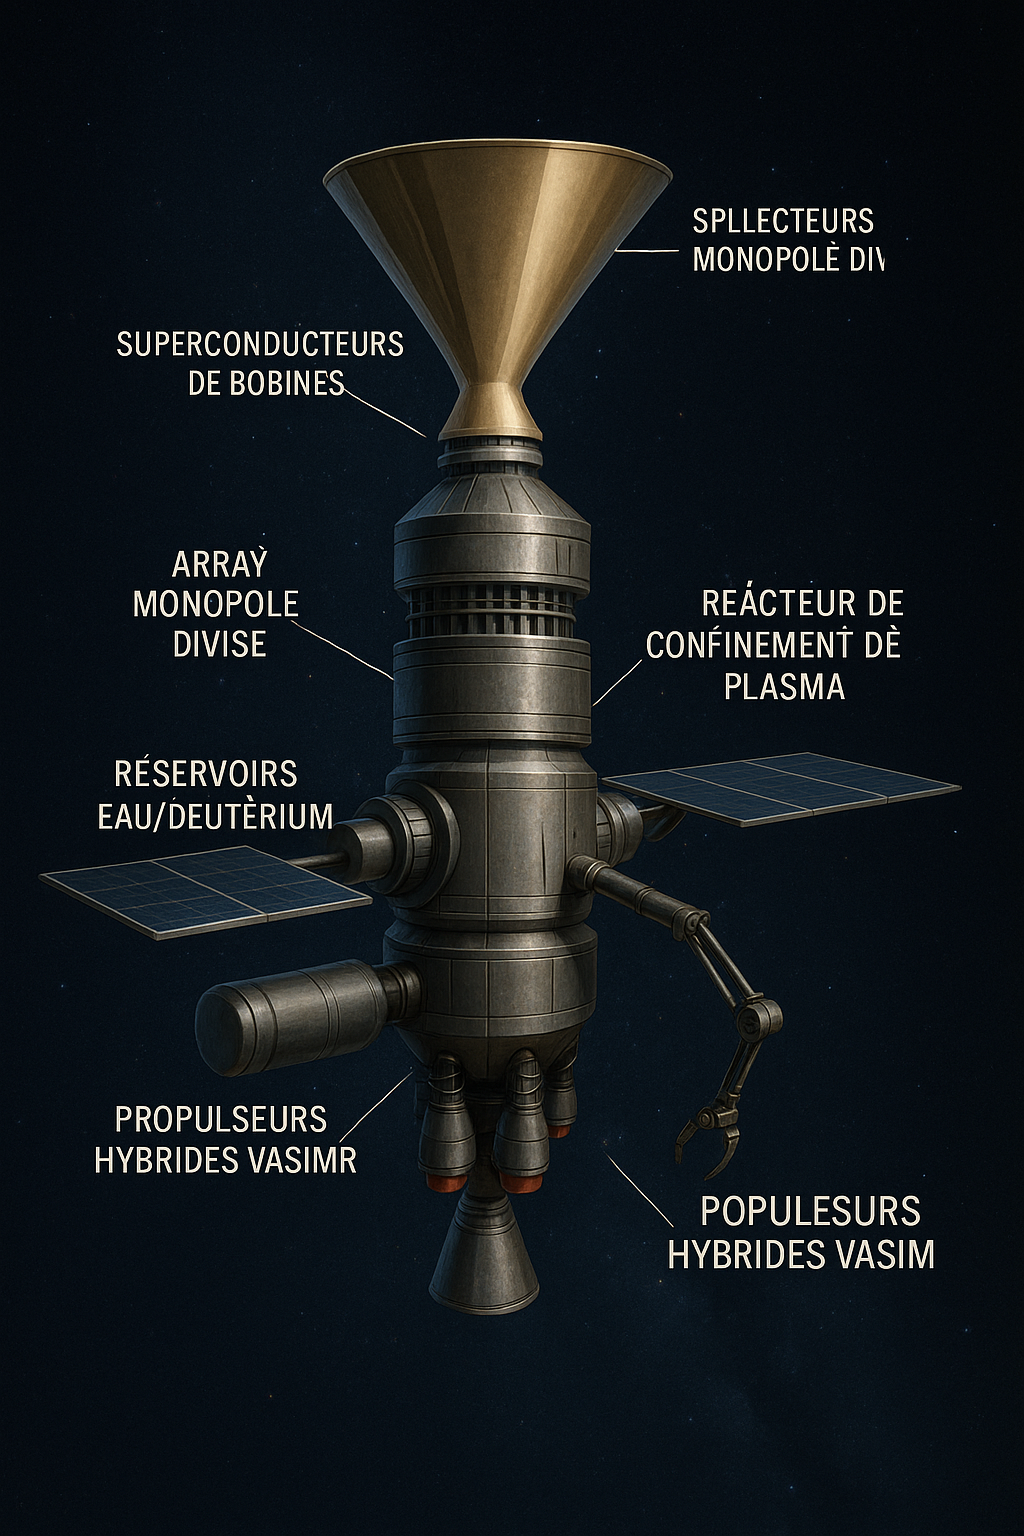 SPLLECTEURS
MONOPOLÈ DIV
SUPERCONDUCTEURS
DE BOBINES
ARRAỲ
MONOPOLE
DIVISE
REÁCTEUR DE
CONFINEMENT DÈ
PLASMA
RÉSERVOIRS
EAU/DEUTÈRIUM
PROPULSEURS
HYBRIDES VASIMR
POPULESURS
HYBRIDES VASIM